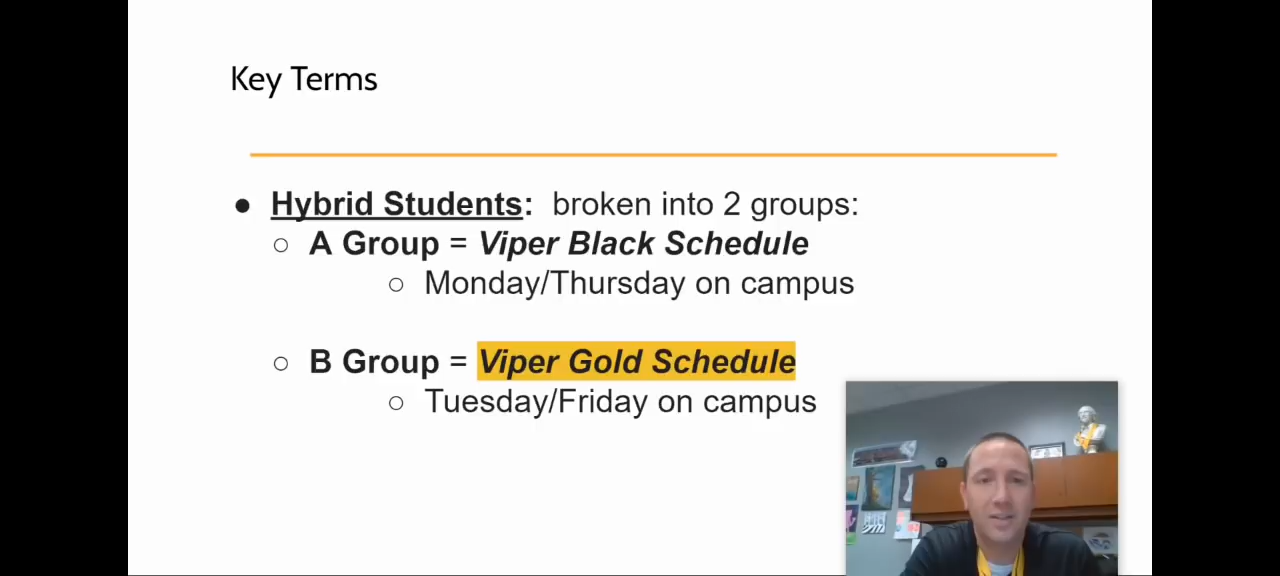 Key Terms
● Hybrid Students: broken into 2 groups:
○ A Group = Viper Black Schedule
○ Monday/Thursday on campus
○ B Group = Viper Gold Schedule
○ Tuesday/Friday on campus